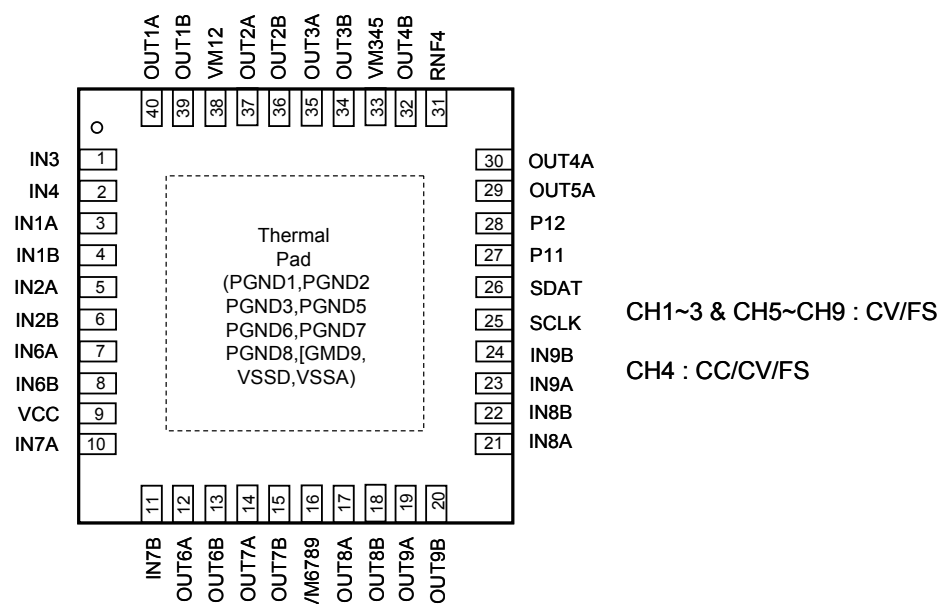 OUT1A
OUT1B
VM12
OUT2A
OUT2B
OUT3A
OUT3B
VM345
OUT4B
RNF4
40
39
38
37
36
35
34
33
32
31
IN3 1
IN4 2
IN1A 3
IN1B 4
IN2A 5
IN2B 6
IN6A 7
IN6B 8
VCC 9
IN7A 10
Thermal
Pad
(PGND1,PGND2
PGND3,PGND5
PGND6,PGND7
PGND8,[GMD9,
VSSD,VSSA)
30 OUT4A
29 OUT5A
28 P12
27 P11
26 SDAT
25 SCLK
24 IN9B
23 IN9A
22 IN8B
21 IN8A
CH1~3 & CH5~CH9 : CV/FS
CH4 : CC/CV/FS
11
12
13
14
15
16
17
18
19
20
IN7B
OUT6A
OUT6B
OUT7A
OUT7B
VM6789
OUT8A
OUT8B
OUT9A
OUT9B